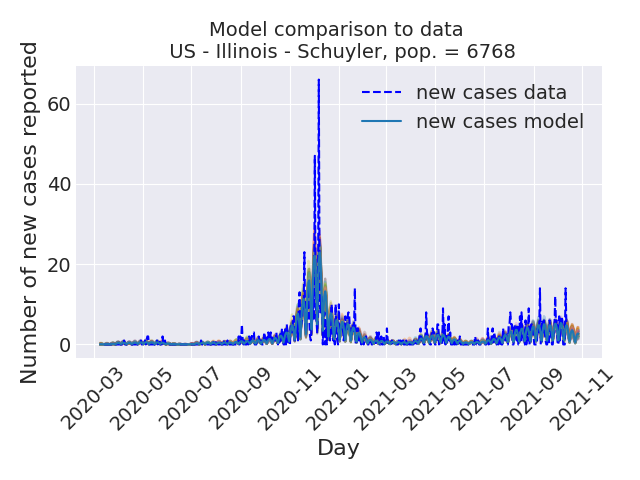 Model comparison to data
US - Illinois - Schuyler, pop. = 6768
Number of new cases reported
60
40
20
0
new cases data
new cases model
2020-03
2020-05
2020-07
2020-09
2020-11
2021-01
2021-03
2021-05
2021-07
2021-09
2021-11
Day